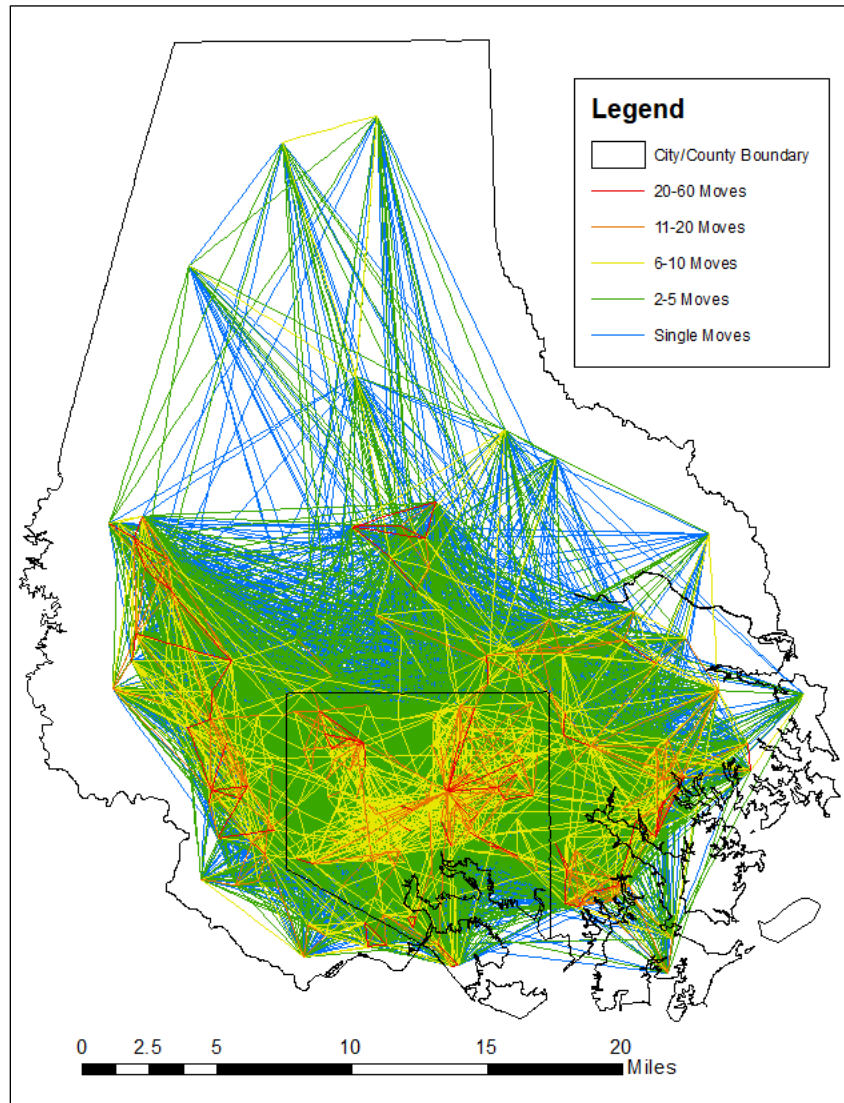 Legend
City/County Boundary
20-60 Moves
11-20 Moves
6-10 Moves
2-5 Moves
Single Moves
0 2.5 5 10 15 20
Miles